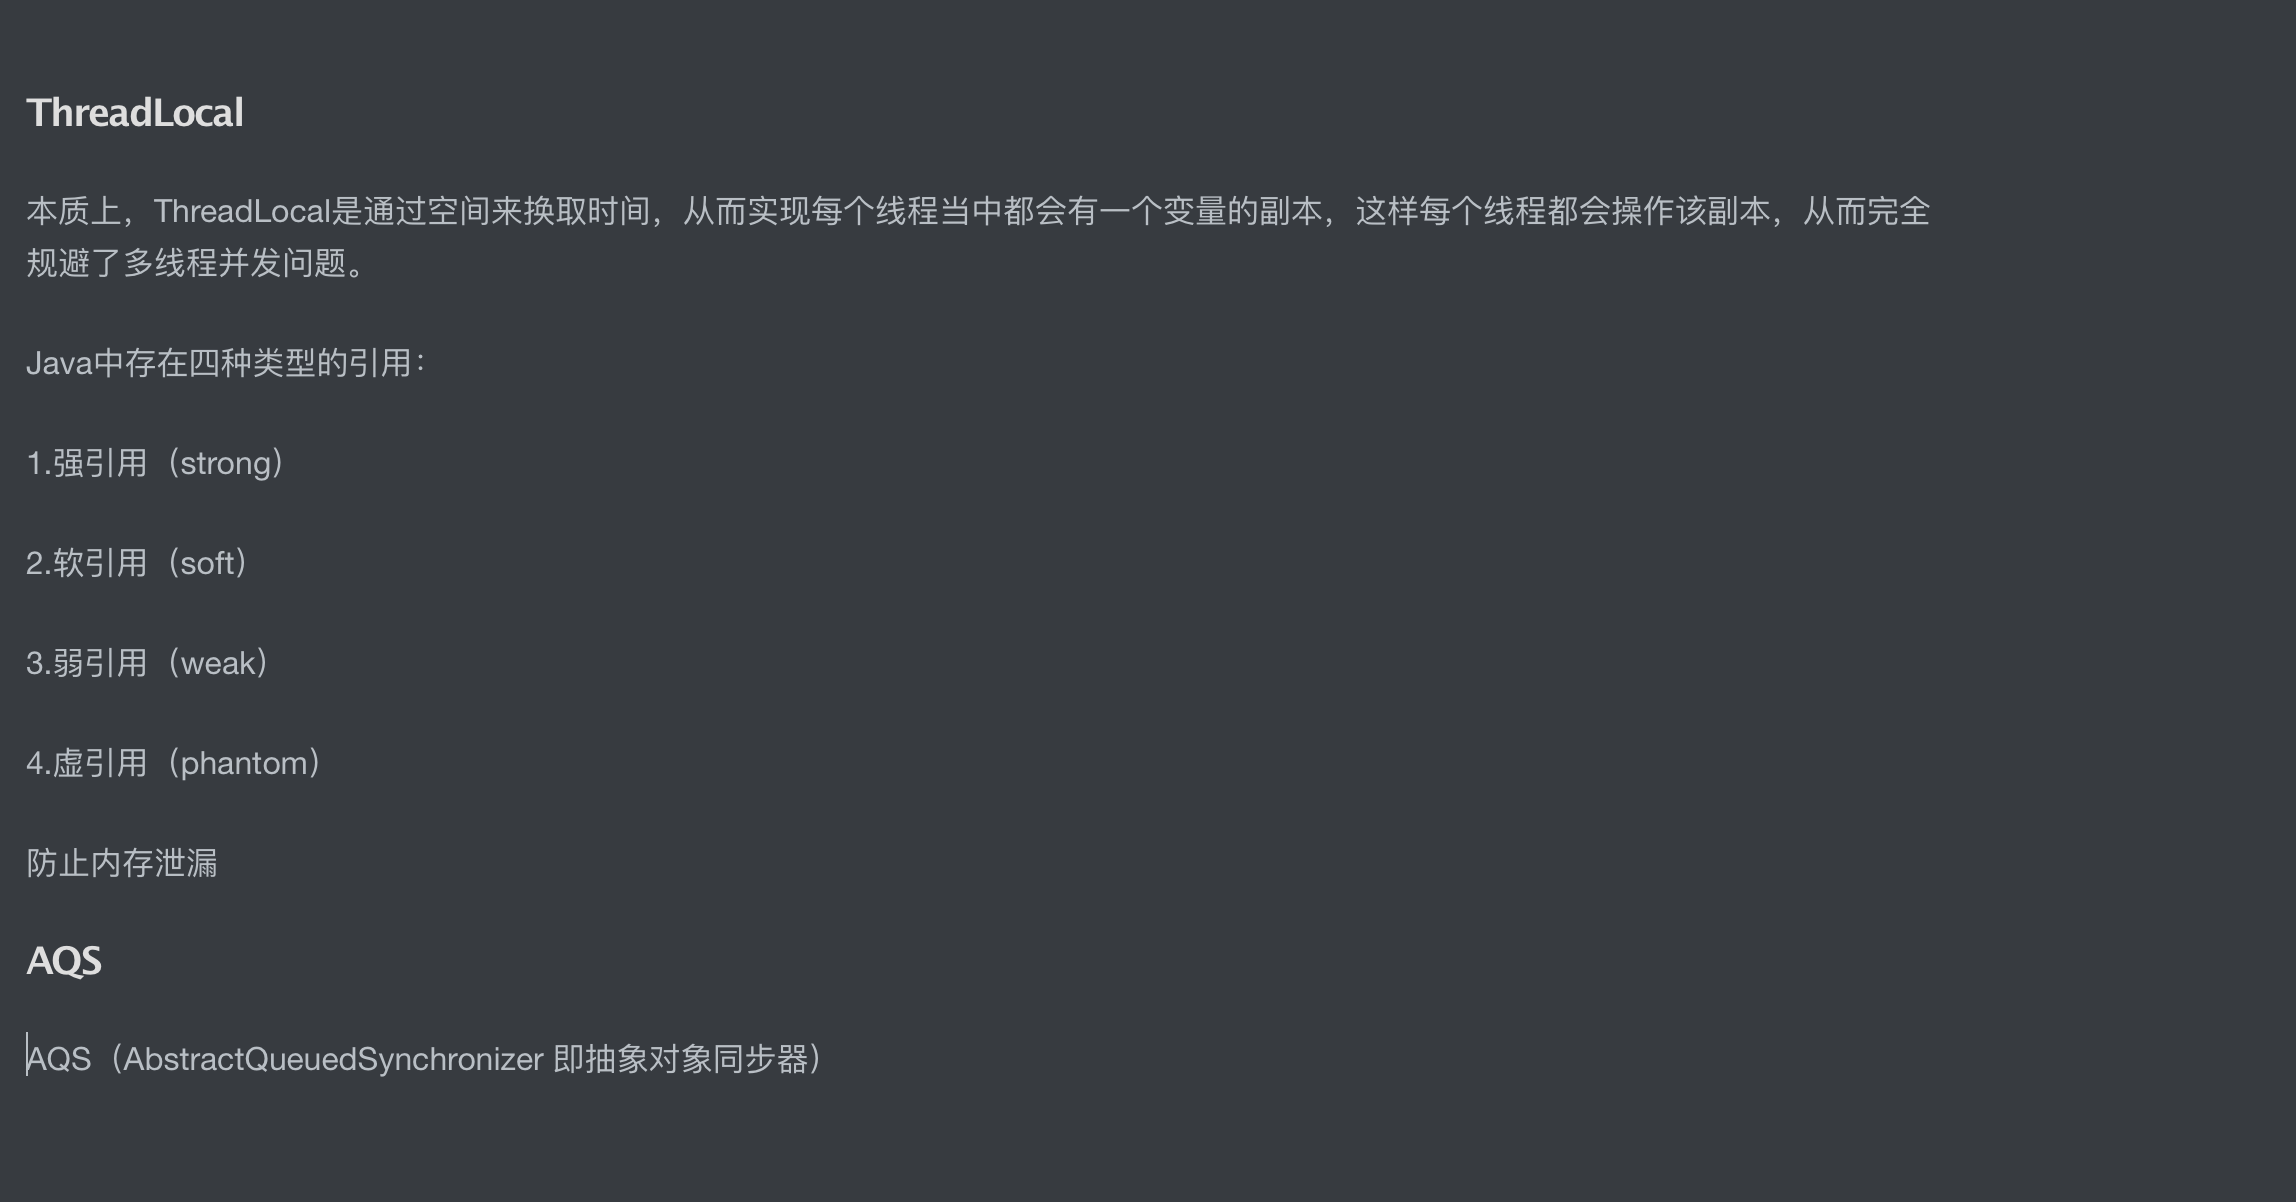 ThreadLocal
本质上，ThreadLocal是通过空间来换取时间，从而实现每个线程当中都会有一个变量的副本，这样每个线程都会操作该副本，从而完全
规避了多线程并发问题。
Java中存在四种类型的引用：
1.强引用（strong）
2.软引用（soft）
3.弱引用（weak）
4.虚引用（phantom）
防止内存泄漏
AQS
AQS（AbstractQueuedSynchronizer 即抽象对象同步器）